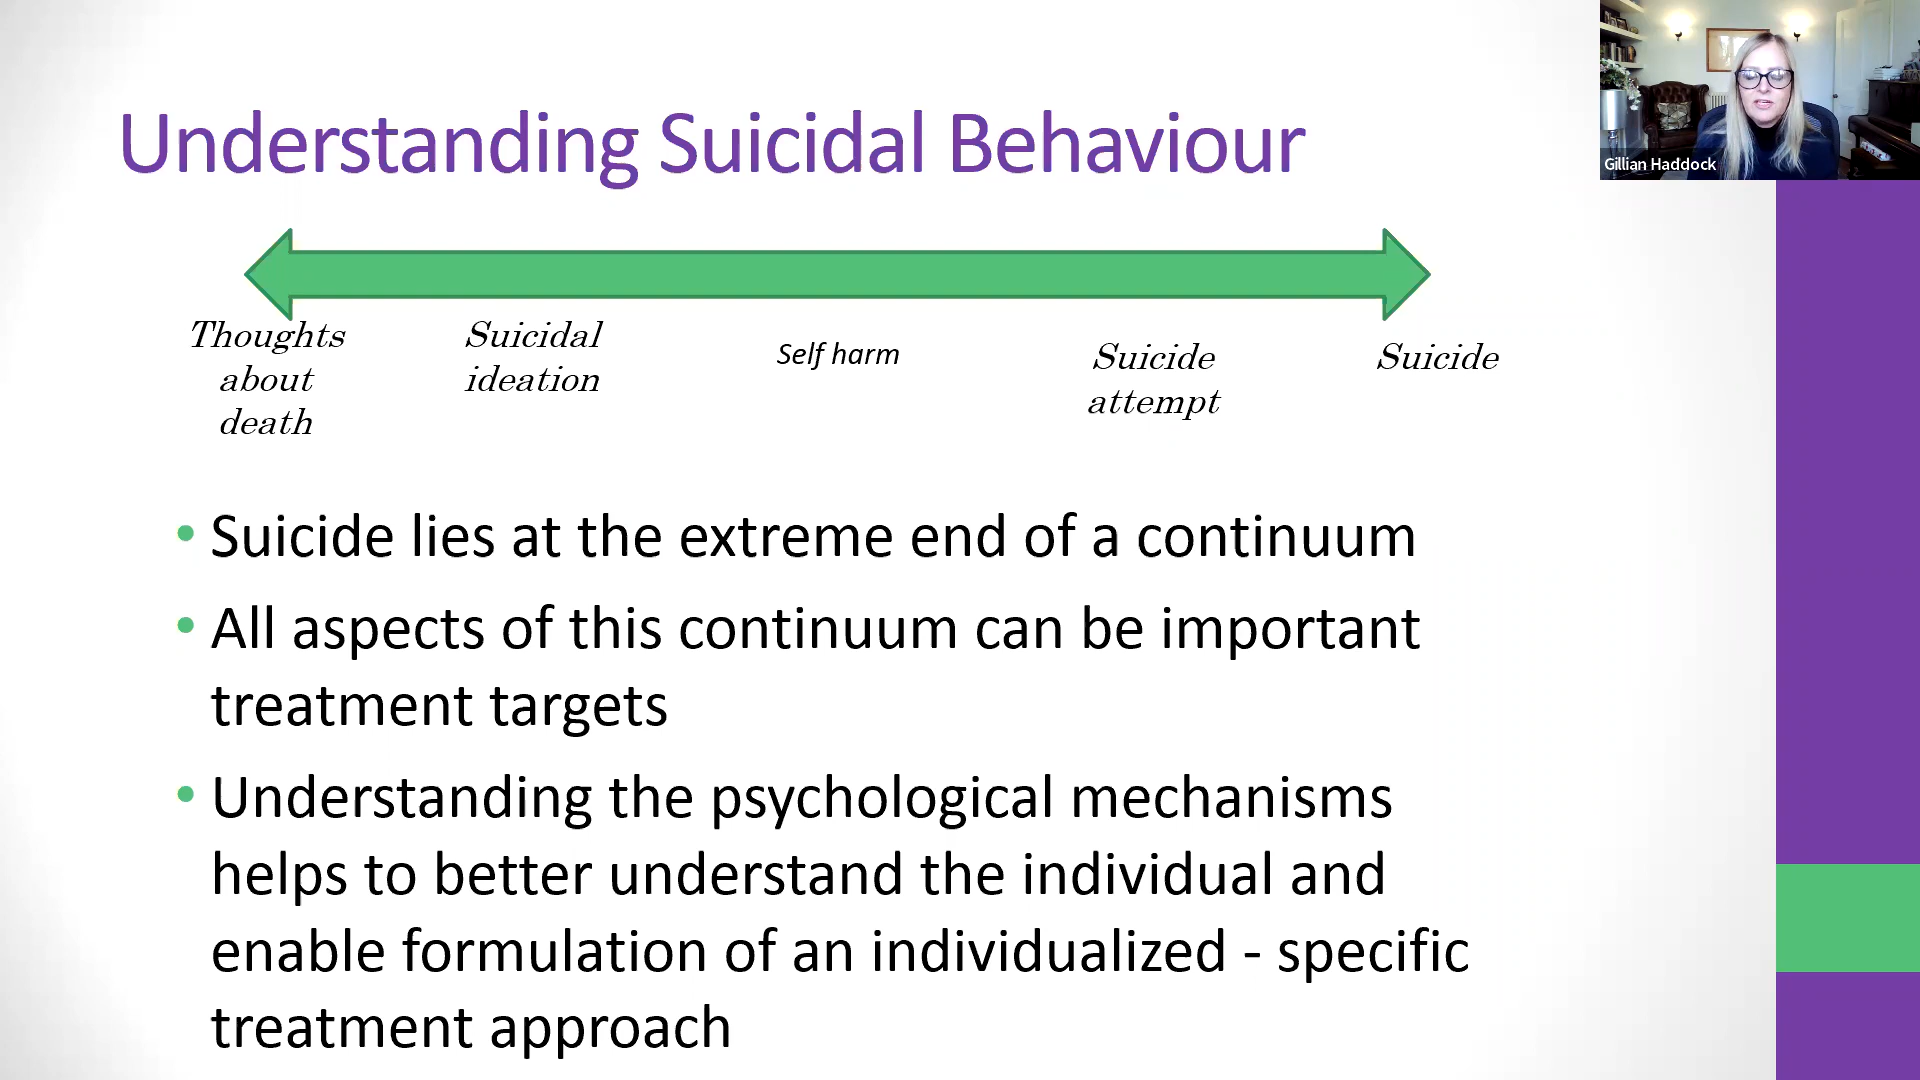 Understanding Suicidal Behaviour
Gillian Haddock
Thoughts
about
death
Suicidal
ideation
Self harm
Suicide
attempt
Suicide
• Suicide lies at the extreme end of a continuum
• All aspects of this continuum can be important
treatment targets
• Understanding the psychological mechanisms
helps to better understand the individual and
enable formulation of an individualized - specific
treatment approach